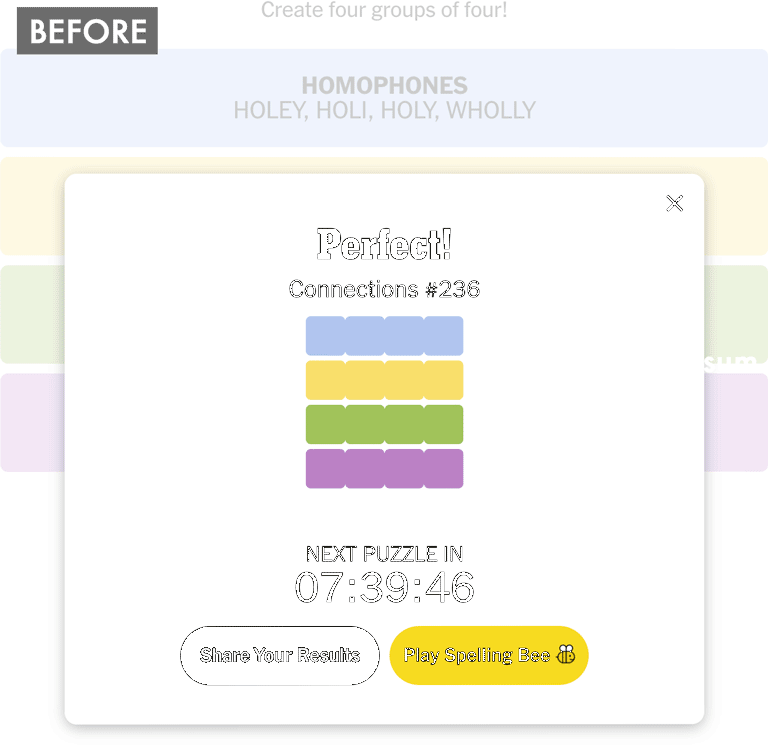 Create four groups of four!
BEFORE
HOMOPHONES
HOLEY, HOLI, HOLY, WHOLLY
Perfect!
Connections #236
sum
NEXT PUZZLE IN
07:39:46
Share Your Results
Play Spelling Bee